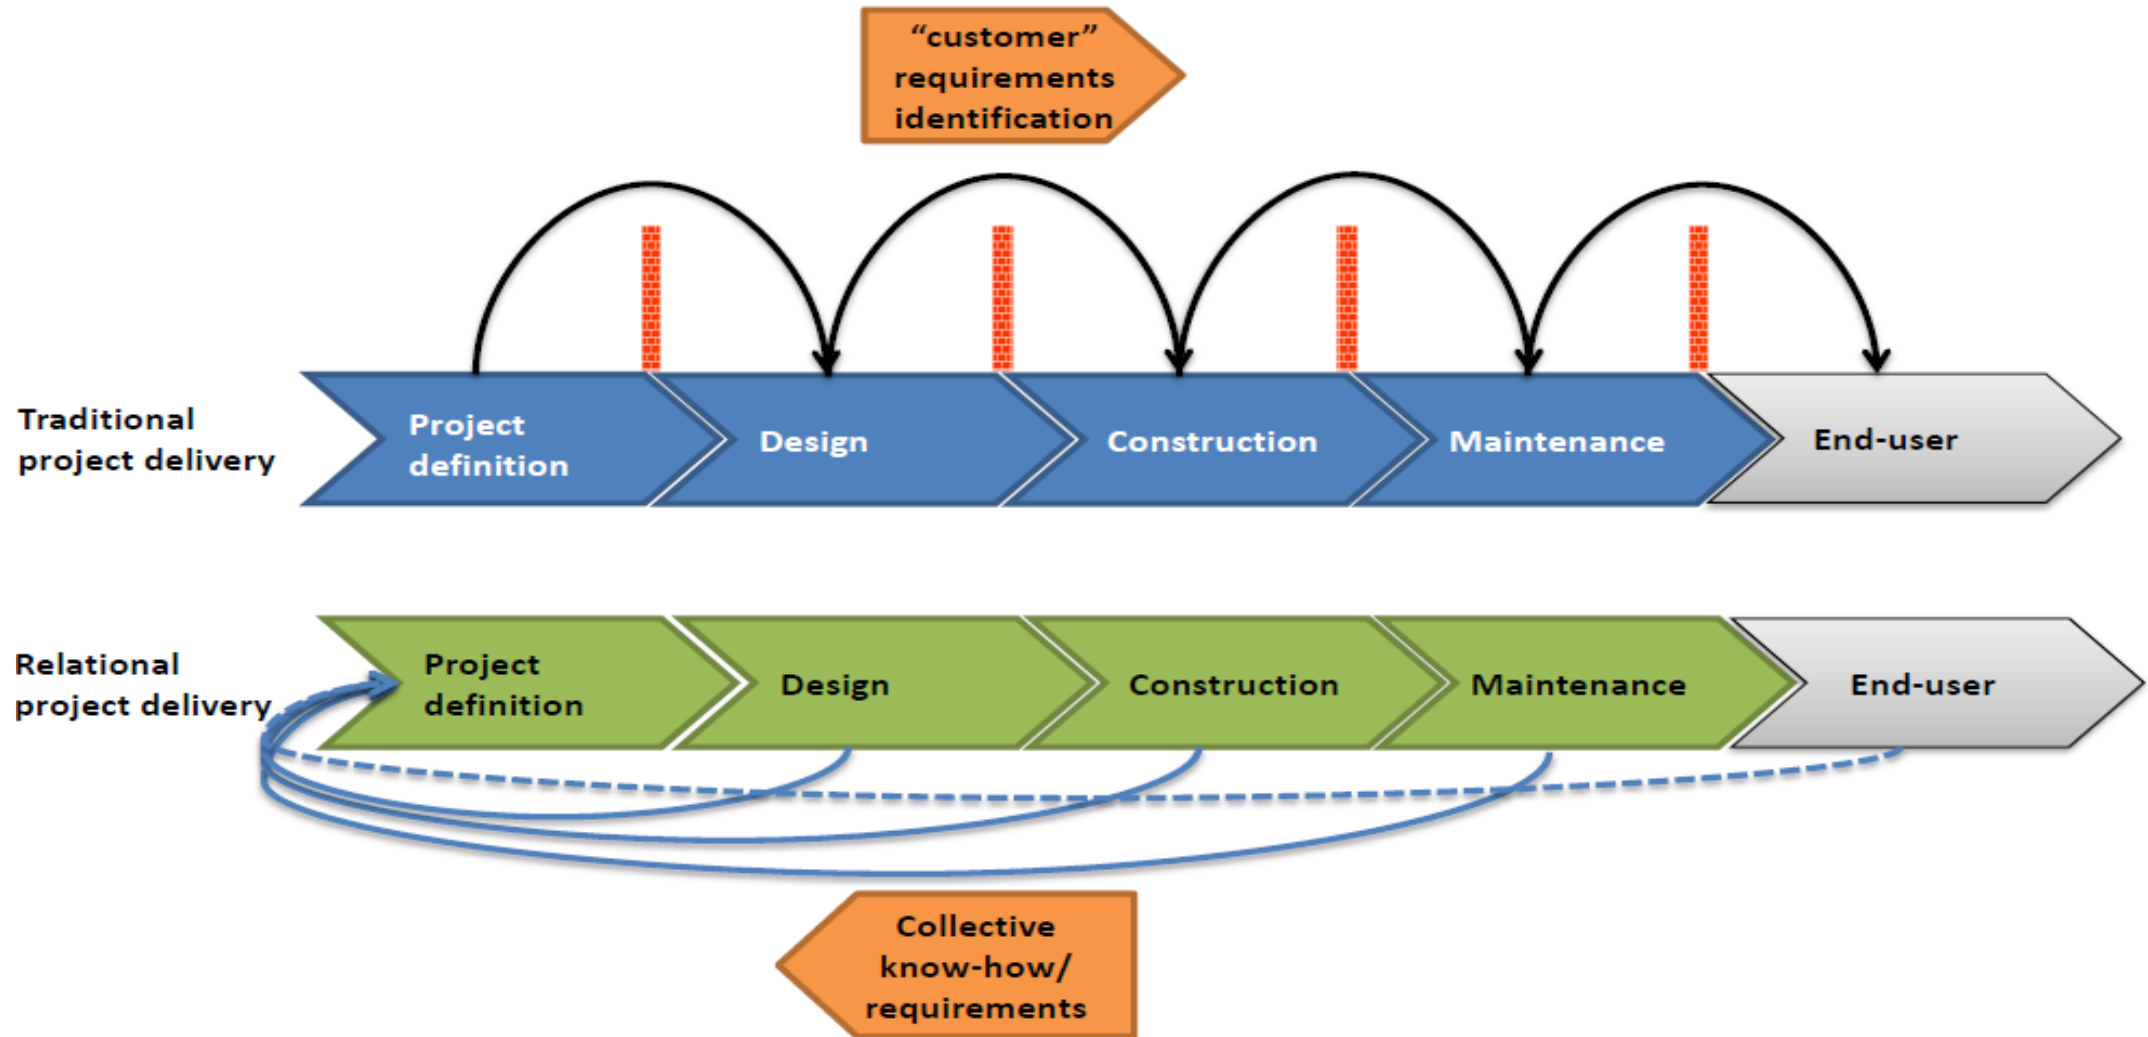 “customer”
requirements
identification
Traditional
project delivery
Project
definition
Design
Construction
Maintenance
End-user
Relational
project delivery
Project
definition
Design
Construction
Maintenance
End-user
Collective
know-how/
requirements